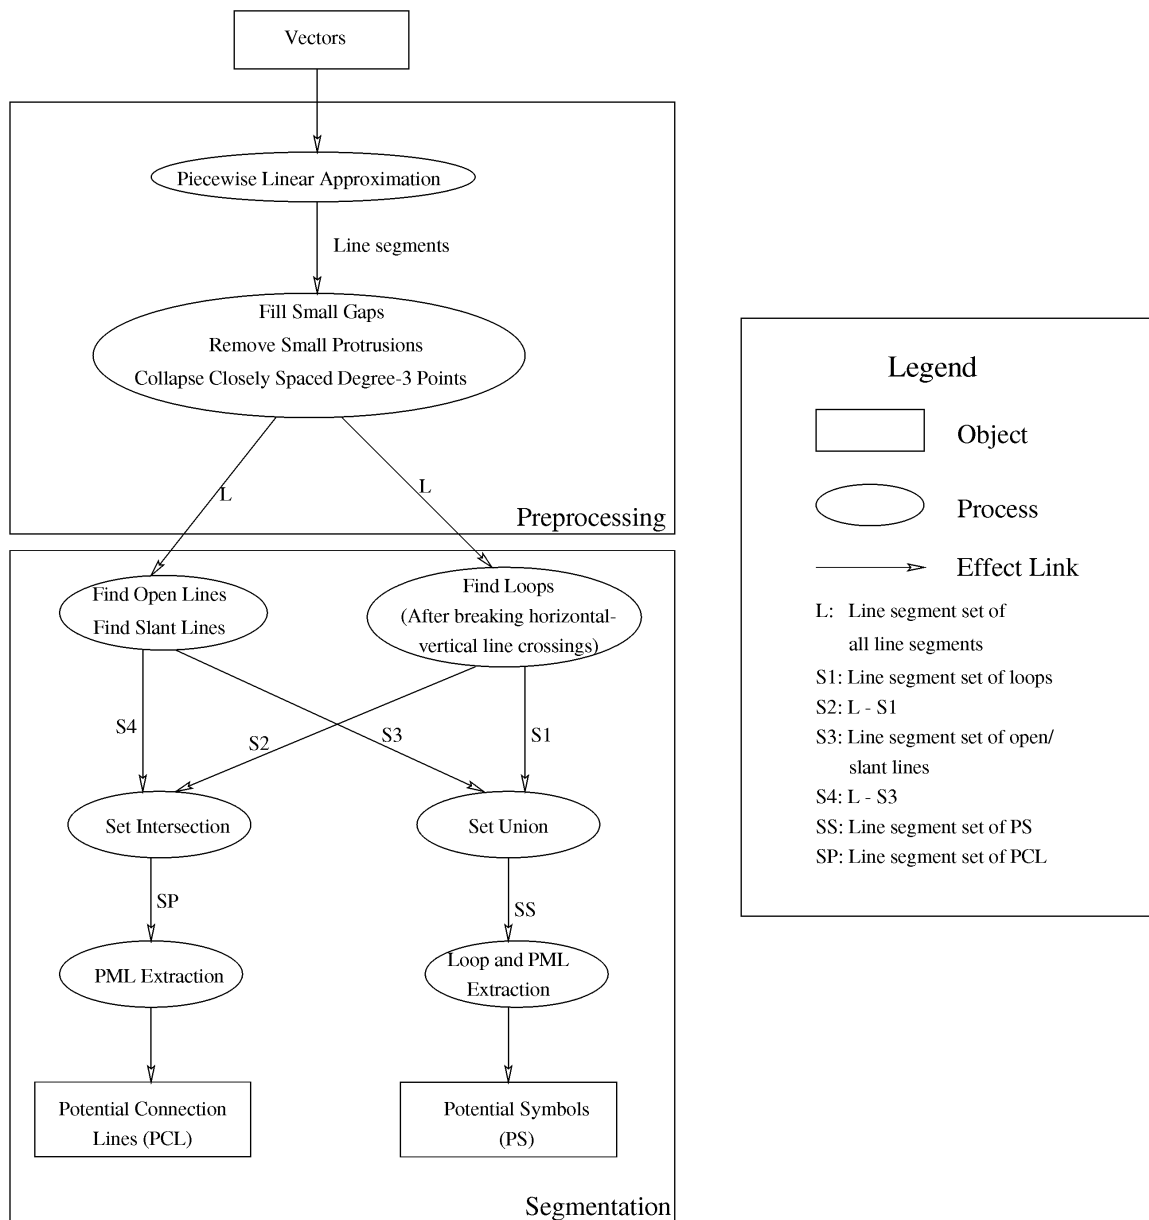 Vectors
Piecewise Linear Approximation
Line segments
Fill Small Gaps
Remove Small Protrusions
Collapse Closely Spaced Degree-3 Points
L
L
Preprocessing
Find Open Lines
Find Slant Lines
Find Loops
(After breaking horizontal-
vertical line crossings)
S4
S2
S3
S1
Set Intersection
Set Union
SP
SS
PML Extraction
Loop and PML
Extraction
Potential Connection
Lines (PCL)
Potential Symbols
(PS)
Segmentation
Legend
Object
Process
Effect Link
L: Line segment set of
all line segments
S1: Line segment set of loops
S2: L - S1
S3: Line segment set of open/
slant lines
S4: L - S3
SS: Line segment set of PS
SP: Line segment set of PCL